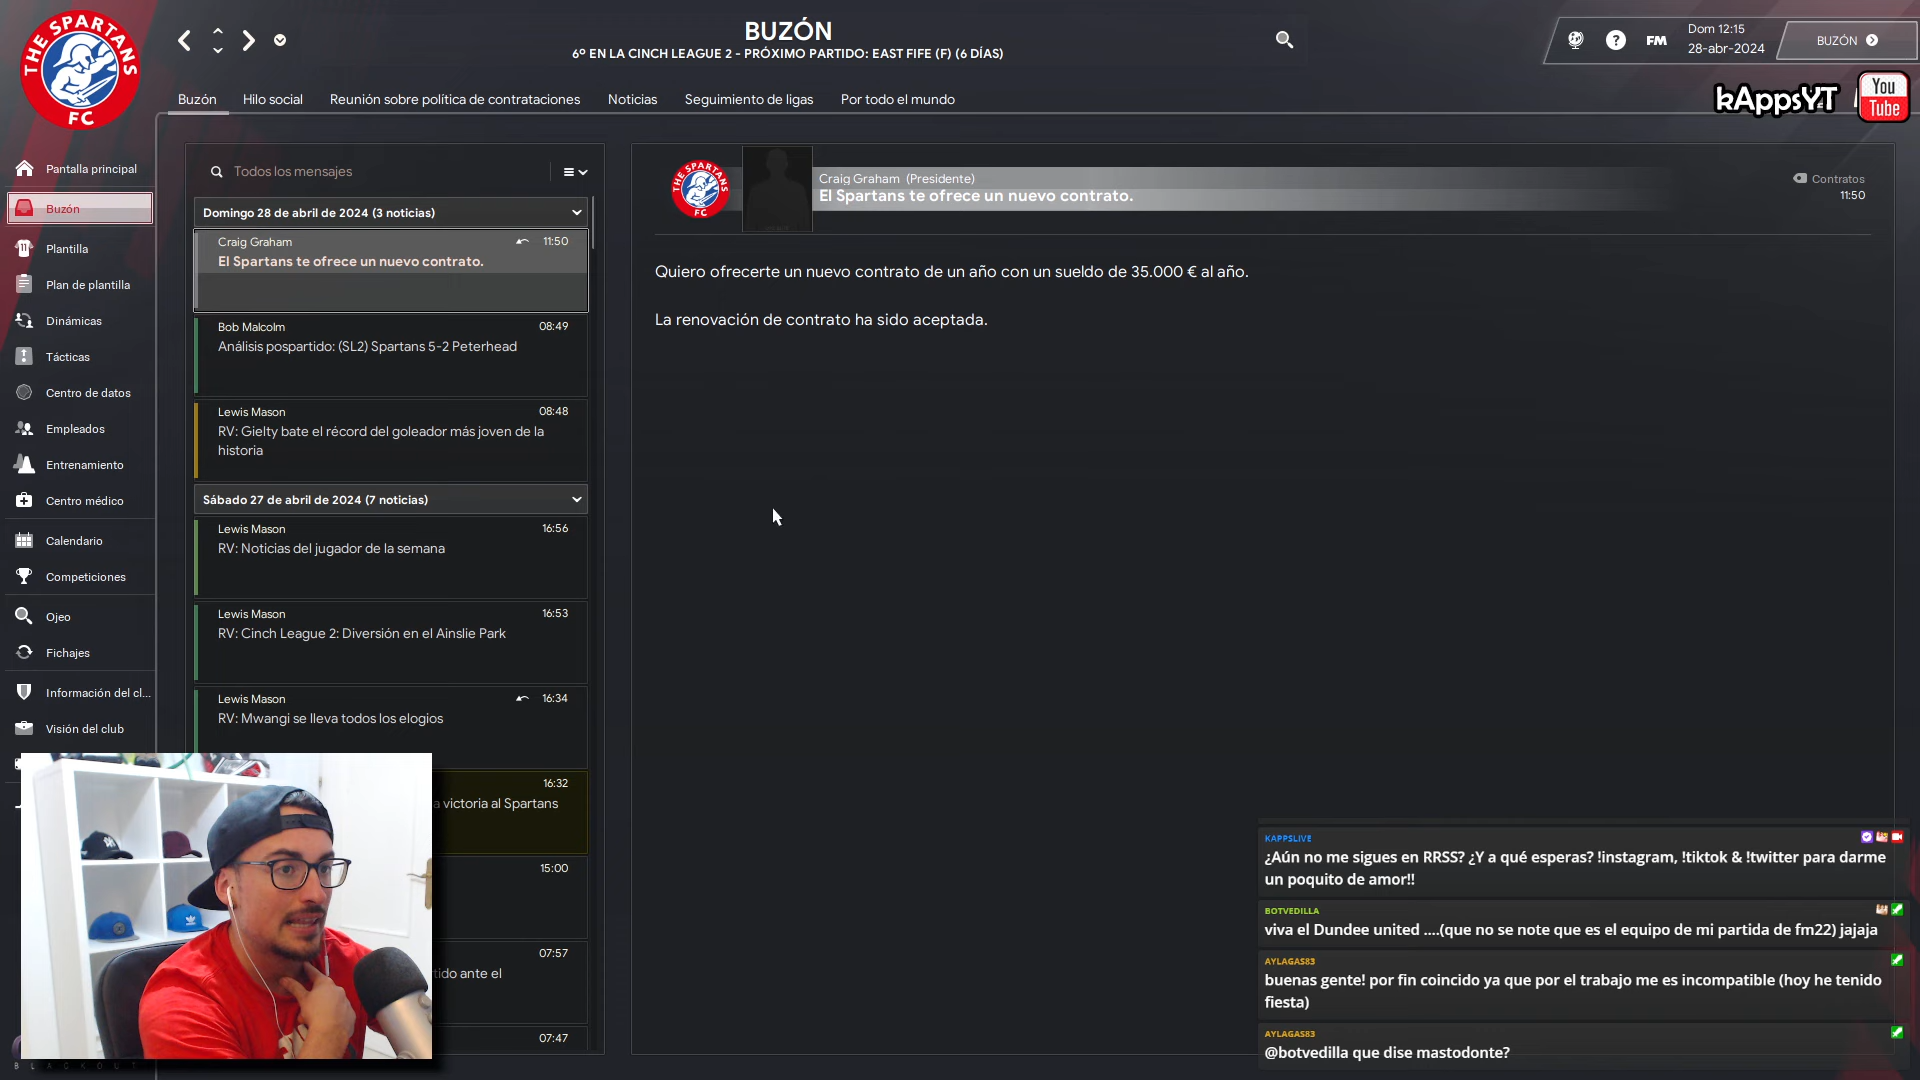 THE SPARTANS
FC
BUZÓN
6º EN LA CINCH LEAGUE 2 - PRÓXIMO PARTIDO: EAST FIFE (F) (6 DÍAS)
FM
Dom 12:15
28-abr-2024
BUZÓN
Buzón
Hilo social
Reunión sobre política de contrataciones
Noticias
Seguimiento de ligas
Por todo el mundo
kAppsYT
You
Tube
Pantalla principal
Buzón
Plantilla
Plan de plantilla
Dinámicas
Tácticas
Centro de datos
Empleados
Entrenamiento
Centro médico
Calendario
Competiciones
Ojeo
Fichajes
Información del cl...
Visión del club
Todos los mensajes
Domingo 28 de abril de 2024 (3 noticias)
Craig Graham 11:50
El Spartans te ofrece un nuevo contrato.
Bob Malcolm 08:49
Análisis pospartido: (SL2) Spartans 5-2 Peterhead
Lewis Mason 08:48
RV: Gielty bate el récord del goleador más joven de la
historia
Sábado 27 de abril de 2024 (7 noticias)
Lewis Mason 16:56
RV: Noticias del jugador de la semana
Lewis Mason 16:53
RV: Cinch League 2: Diversión en el Ainslie Park
Lewis Mason 16:34
RV: Mwangi se lleva todos los elogios
16:32
a victoria al Spartans
15:00
07:57
tido ante el
07:47
THE SPARTANS
FC
Craig Graham (Presidente)
El Spartans te ofrece un nuevo contrato.
Contratos
11:50
Quiero ofrecerte un nuevo contrato de un año con un sueldo de 35.000 € al año.
La renovación de contrato ha sido aceptada.
KAPPSLIVE
¿Aún no me sigues en RRSS? ¿Y a qué esperas? !instagram, !tiktok & !twitter para darme
un poquito de amor!!
BOTVEDILLA
viva el Dundee united ....(que no se note que es el equipo de mi partida de fm22) jajaja
AYLAGAS83
buenas gente! por fin coincido ya que por el trabajo me es incompatible (hoy he tenido
fiesta)
AYLAGAS83
@botvedilla que dise mastodonte?